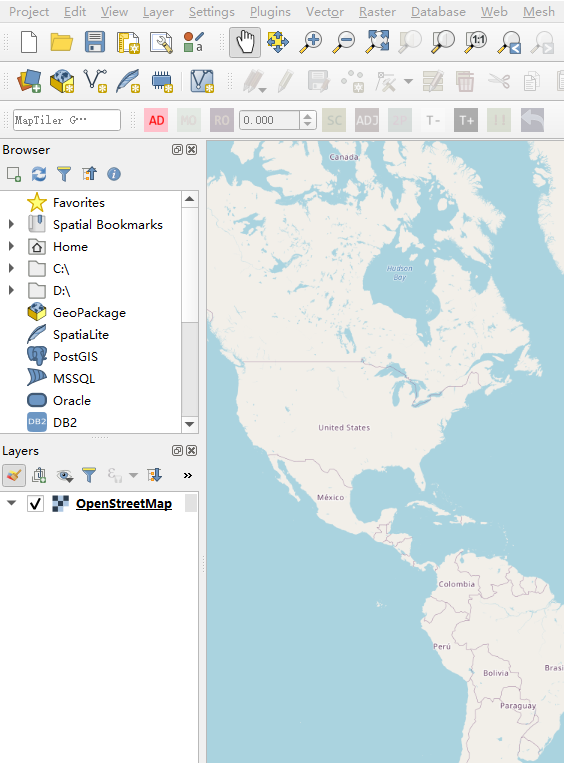 Project Edit View Layer Settings Plugins Vector Raster Database Web Mesh
1:1
MapTiler G… AD MO RO 0.000 SC ADJ T- T+
Browser
Favorites
Spatial Bookmarks
Home
C:\
D:\
GeoPackage
SpatiaLite
PostGIS
MSSQL
Oracle
DB2 DB2
Layers
OpenStreetMap
Canada
Hudson
Bay
United States
México
Colombia
Perú
Bolivia
Brasi
Paraguay